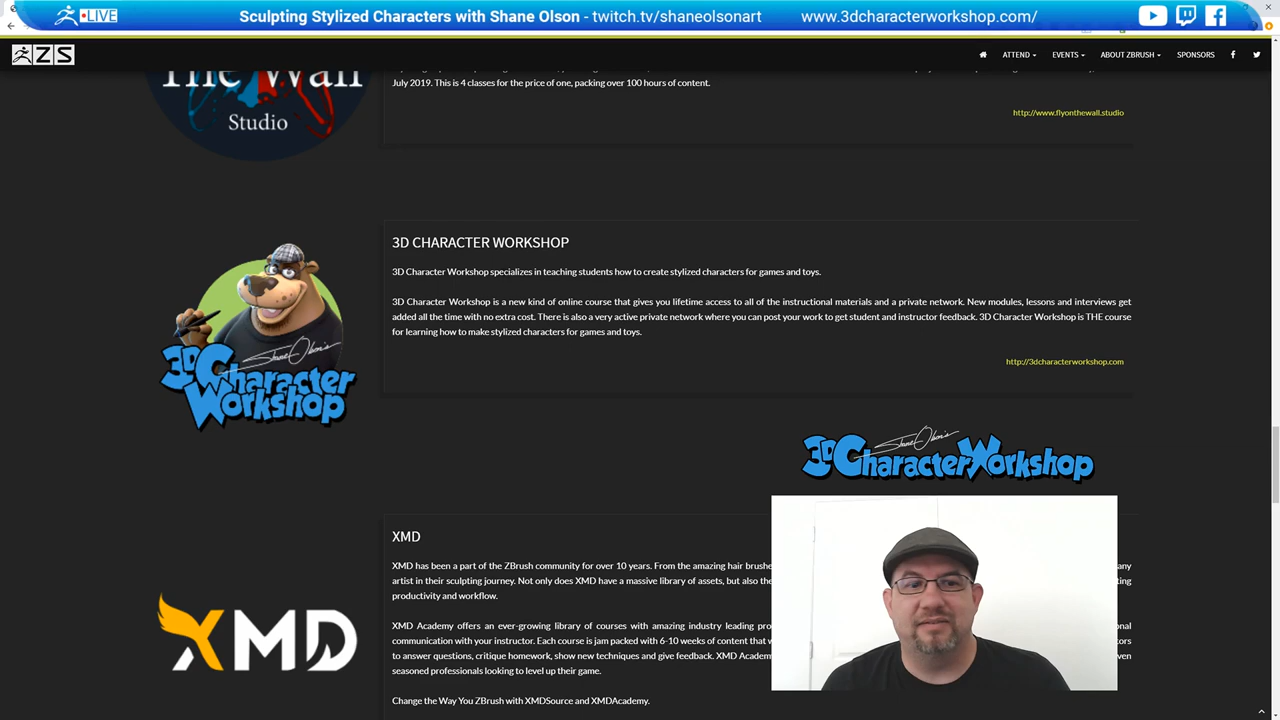 LIVE
Sculpting Stylized Characters with Shane Olson - twitch.tv/shaneolsonart
www.3dcharacterworkshop.com/
ZS
ATTEND
EVENTS
ABOUT ZBRUSH
SPONSORS
The Wall
Studio
July 2019. This is 4 classes for the price of one, packing over 100 hours of content.
http://www.flyonthewall.studio
3D CHARACTER WORKSHOP
3D Character Workshop specializes in teaching students how to create stylized characters for games and toys.
3D Character Workshop is a new kind of online course that gives you lifetime access to all of the instructional materials and a private network. New modules, lessons and interviews get
added all the time with no extra cost. There is also a very active private network where you can post your work to get student and instructor feedback. 3D Character Workshop is THE course
for learning how to make stylized characters for games and toys.
http://3dcharacterworkshop.com
Shane Olson's
3D Character
Workshop
Shane Olson's
3D Character Workshop
XMD
XMD has been a part of the ZBrush community for over 10 years. From the amazing hair brushe
any
artist in their sculpting journey. Not only does XMD have a massive library of assets, but also the
ting
productivity and workflow.
XMD
XMD Academy offers an ever-growing library of courses with amazing industry leading pro
onal
communication with your instructor. Each course is jam packed with 6-10 weeks of content that w
ctors
to answer questions, critique homework, show new techniques and give feedback. XMD Academ
ven
seasoned professionals looking to level up their game.
Change the Way You ZBrush with XMDSource and XMDAcademy.